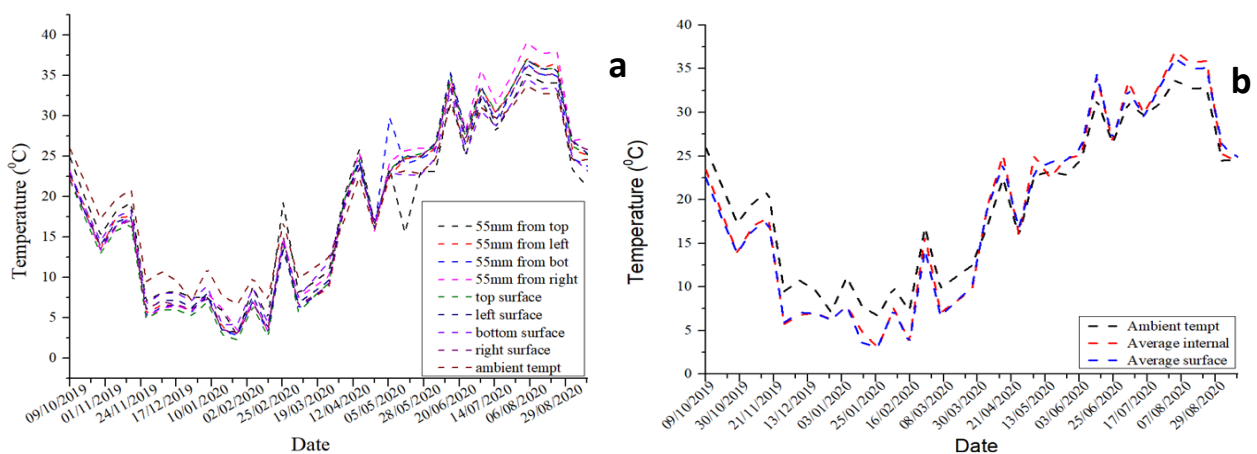 40
35
30
25
20
15
10
5
0
Temperature (⁰C)
09/10/2019
01/11/2019
24/11/2019
17/12/2019
10/01/2020
02/02/2020
25/02/2020
19/03/2020
12/04/2020
05/05/2020
28/05/2020
20/06/2020
14/07/2020
06/08/2020
29/08/2020
Date
55mm from top
55mm from left
55mm from bot
55mm from right
top surface
left surface
bottom surface
right surface
ambient tempt
a
40
35
30
25
20
15
10
5
0
Temperature (⁰C)
09/10/2019
30/10/2019
21/11/2019
13/12/2019
03/01/2020
25/01/2020
16/02/2020
08/03/2020
30/03/2020
21/04/2020
13/05/2020
03/06/2020
25/06/2020
17/07/2020
07/08/2020
29/08/2020
Date
Ambient tempt
Average internal
Average surface
b